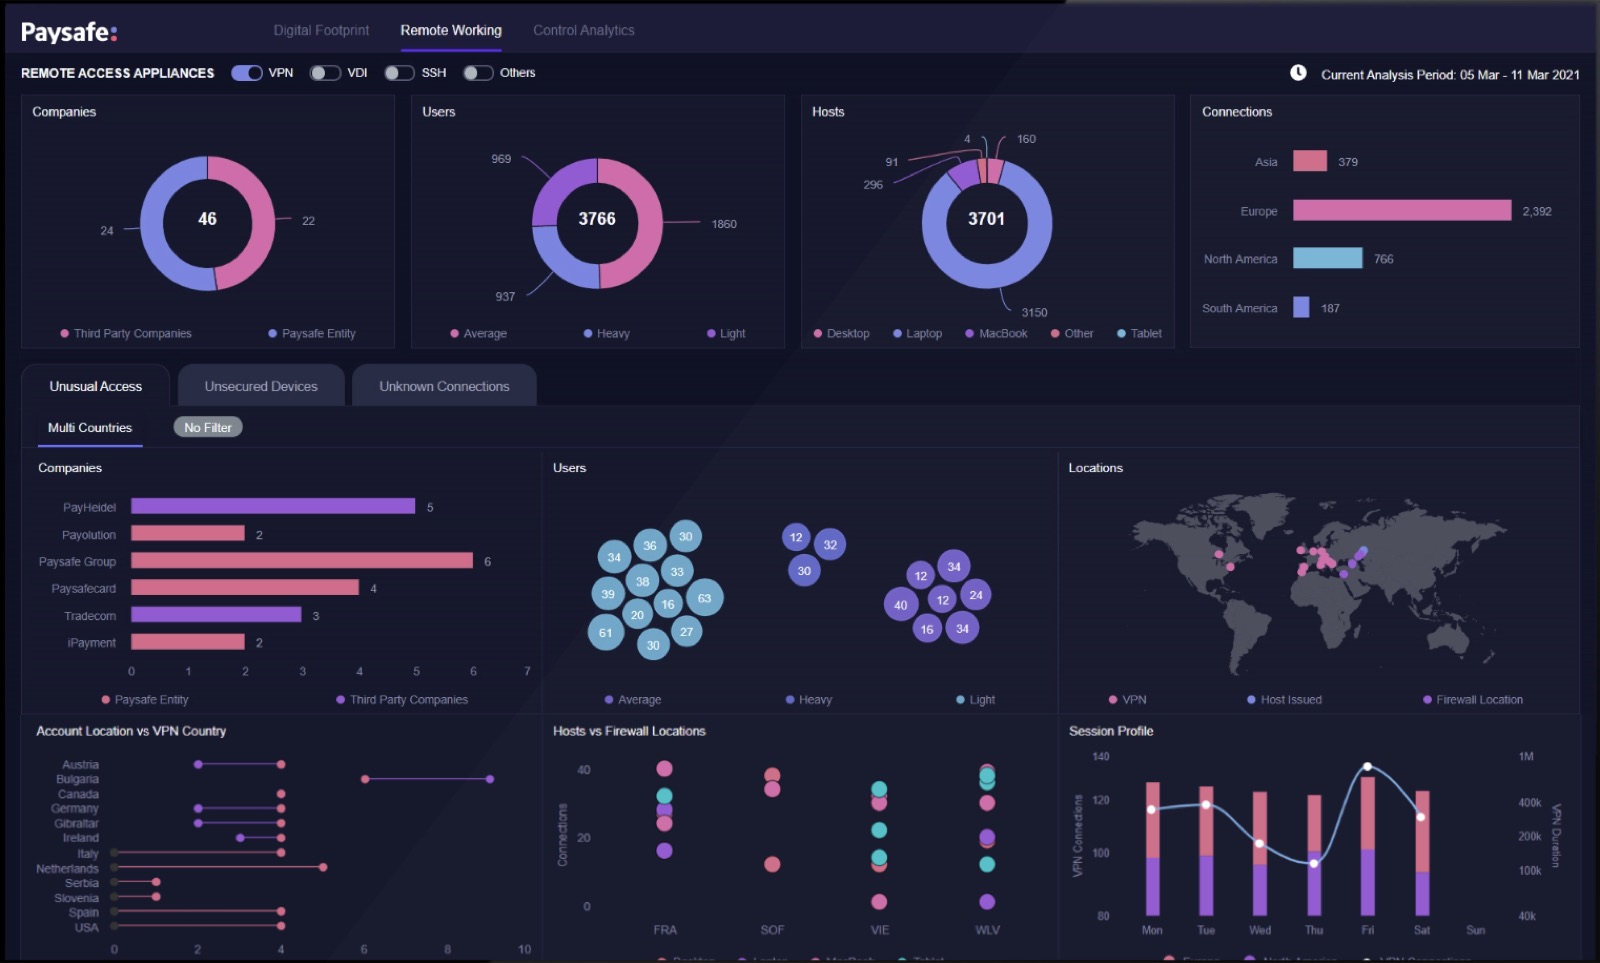 Paysafe:
Digital Footprint Remote Working Control Analytics
REMOTE ACCESS APPLIANCES VPN VDI SSH Others
Current Analysis Period: 05 Mar - 11 Mar 2021
Companies
46
22
24
Third Party Companies Paysafe Entity
Users
969
3766
1860
937
Average Heavy Light
Hosts
4 160
91
296
3701
3150
Desktop Laptop MacBook Other Tablet
Connections
Asia 379
Europe 2,392
North America 766
South America 187
Unusual Access Unsecured Devices Unknown Connections
Multi Countries No Filter
Companies
PayHeidel 5
Payolution 2
Paysafe Group 6
Paysafecard 4
Tradecom 3
iPayment 2
0 1 2 3 4 5 6 7
Paysafe Entity Third Party Companies
Users
30
36
34
33
38
39
16
63
20
61
27
30
12
32
30
34
12
24
12
40
16
34
Average Heavy Light
Locations
VPN Host Issued Firewall Location
Account Location vs VPN Country
Austria
Bulgaria
Canada
Germany
Gibraltar
Ireland
Italy
Netherlands
Serbia
Slovenia
Spain
USA
0 2 4 6 8 10
Hosts vs Firewall Locations
40
20
0
Connections
FRA SOF VIE WLV
Session Profile
140
120
100
80
VPN Connections
1M
400k
200k
100k
40k
VPN Duration
Mon Tue Wed Thu Fri Sat Sun